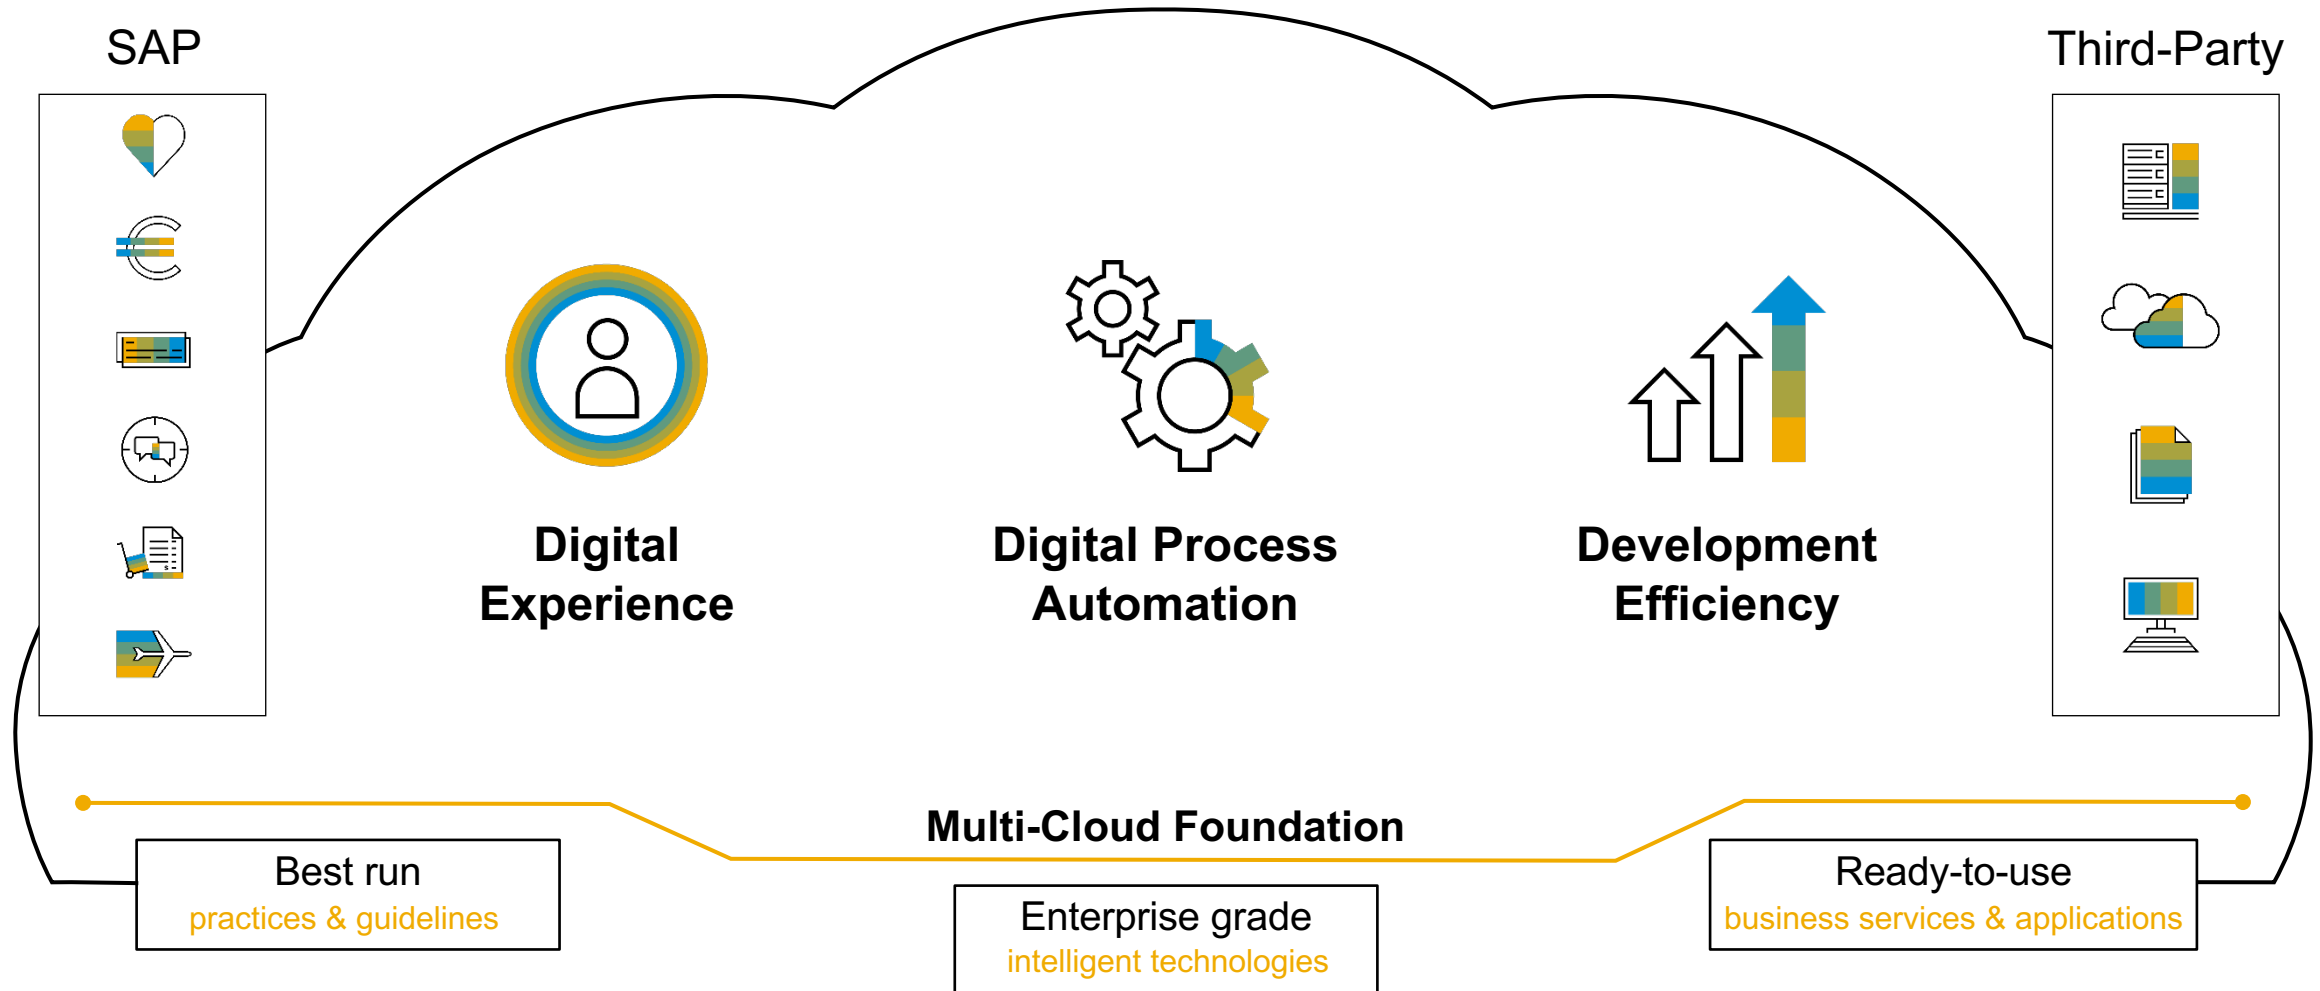 SAP
Third-Party
Digital
Experience
Digital Process
Automation
Development
Efficiency
Multi-Cloud Foundation
Best run
practices & guidelines
Enterprise grade
intelligent technologies
Ready-to-use
business services & applications